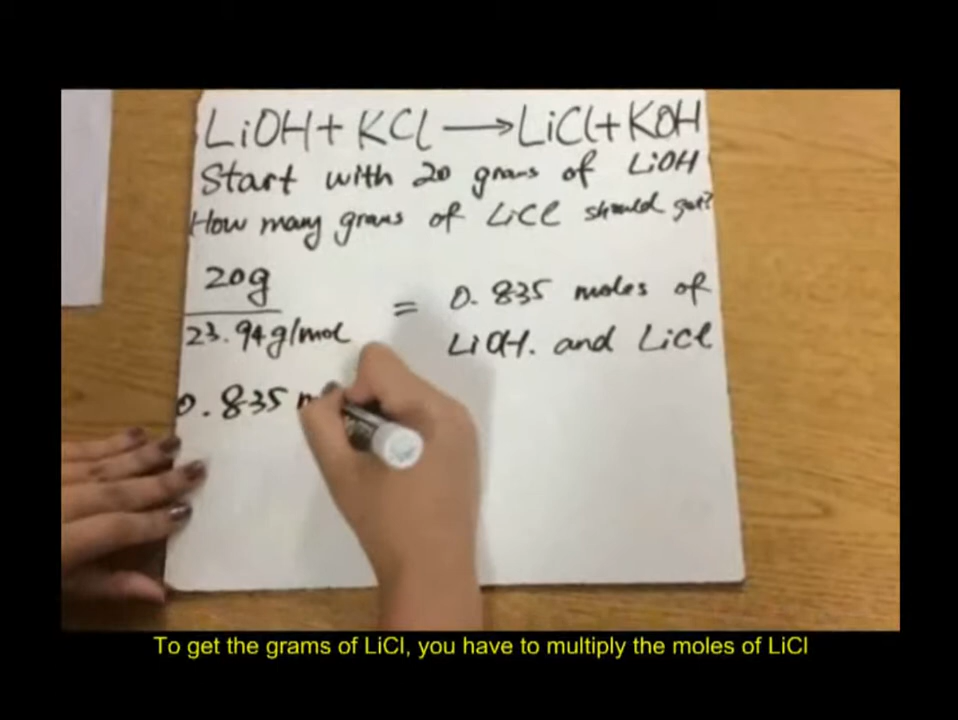 LiOH + KCl → LiCl + KOH
Start with 20 grams of LiOH
How many grams of LiCl should get?
20g
23.94g/mol
= 0.835 moles of
LiOH. and LiCl
0.835 m
To get the grams of LiCl, you have to multiply the moles of LiCl